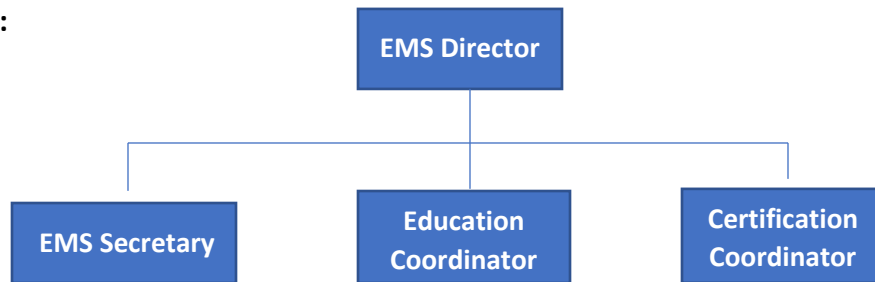 :
EMS Director
EMS Secretary
Education
Coordinator
Certification
Coordinator